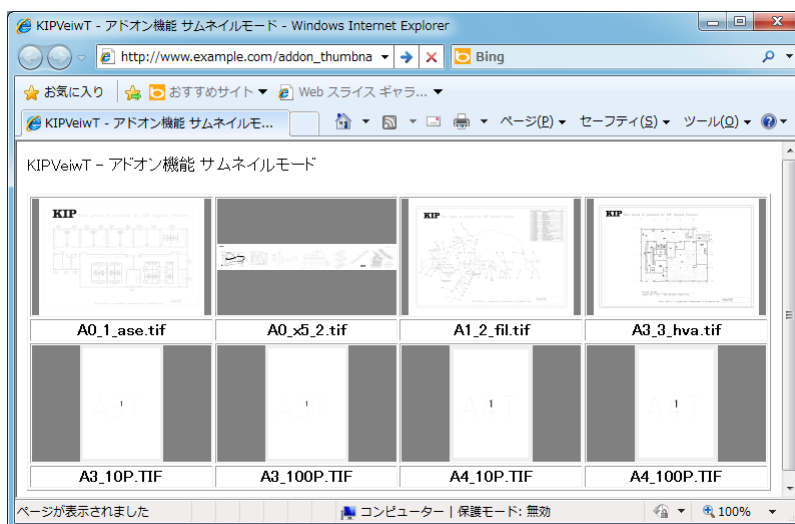 KIPVeiwT - アドオン機能 サムネイルモード - Windows Internet Explorer
http://www.example.com/addon_thumbna
Bing
お気に入り おすすめサイト ▼ Web スライス ギャラ... ▼
KIPVeiwT - アドオン機能 サムネイルモ... ページ(P) セーフティ(S) ツール(O)
KIPVeiwT - アドオン機能 サムネイルモード
KIP KIP KIP
A0_1_ase.tif A0_x5_2.tif A1_2_fil.tif A3_3_hva.tif
1 1 1 1
A3_10P.TIF A3_100P.TIF A4_10P.TIF A4_100P.TIF
ページが表示されました コンピューター | 保護モード: 無効 100%